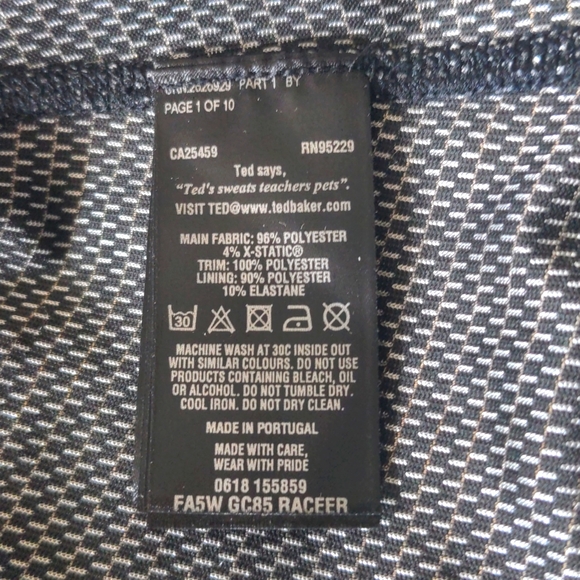 PART 1 BY
PAGE 1 OF 10
CA25459 RN95229
Ted says,
"Ted's sweats teachers pets".
VISIT TED@www.tedbaker.com
MAIN FABRIC: 96% POLYESTER
4% X-STATIC®
TRIM: 100% POLYESTER
LINING: 90% POLYESTER
10% ELASTANE
30
MACHINE WASH AT 30C INSIDE OUT
WITH SIMILAR COLOURS. DO NOT USE
PRODUCTS CONTAINING BLEACH, OIL
OR ALCOHOL. DO NOT TUMBLE DRY.
COOL IRON. DO NOT DRY CLEAN.
MADE IN PORTUGAL
MADE WITH CARE,
WEAR WITH PRIDE
0618 155859
FA5W GC85 RACEER